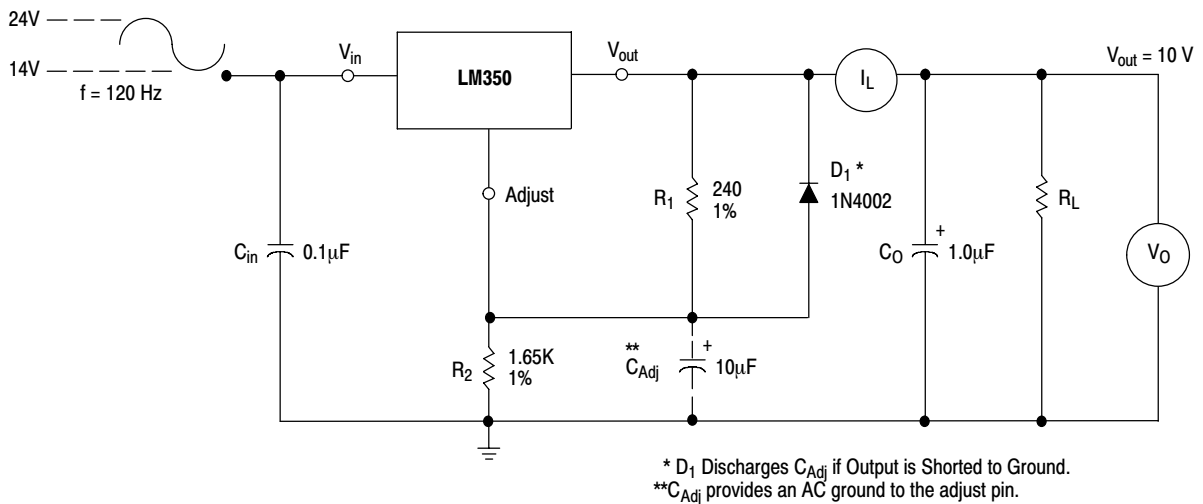 24V
14V
f = 120 Hz
Vin
LM350
Vout
IL
Vout = 10 V
Adjust
R1
240
1%
D1 *
1N4002
RL
Cin
0.1μF
CO
+
1.0μF
VO
R2
1.65K
1%
**
CAdj
+
10μF
* D1 Discharges CAdj if Output is Shorted to Ground.
**CAdj provides an AC ground to the adjust pin.